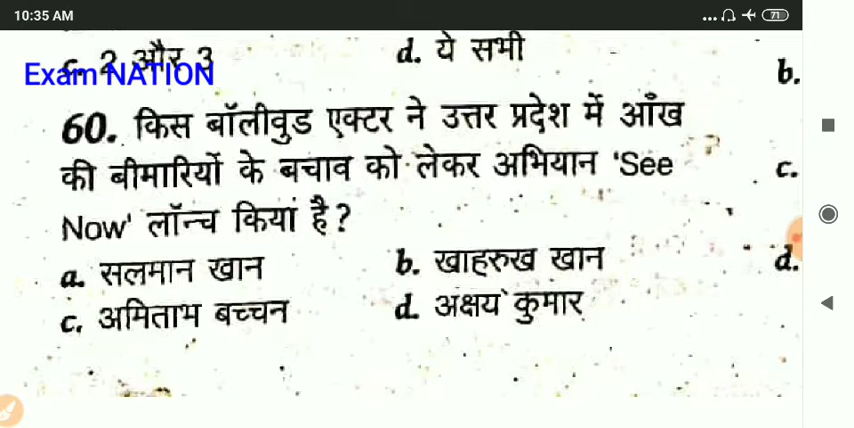 10:35 AM
71
c. 2 और 3 d. ये सभी
Exam NATION
b.
60. किस बॉलीवुड एक्टर ने उत्तर प्रदेश में आँख
की बीमारियों के बचाव को लेकर अभियान 'See
c.
Now' लॉन्च किया है?
a. सलमान खान b. खाहरुख खान
d.
c. अमिताभ बच्चन d. अक्षय कुमार